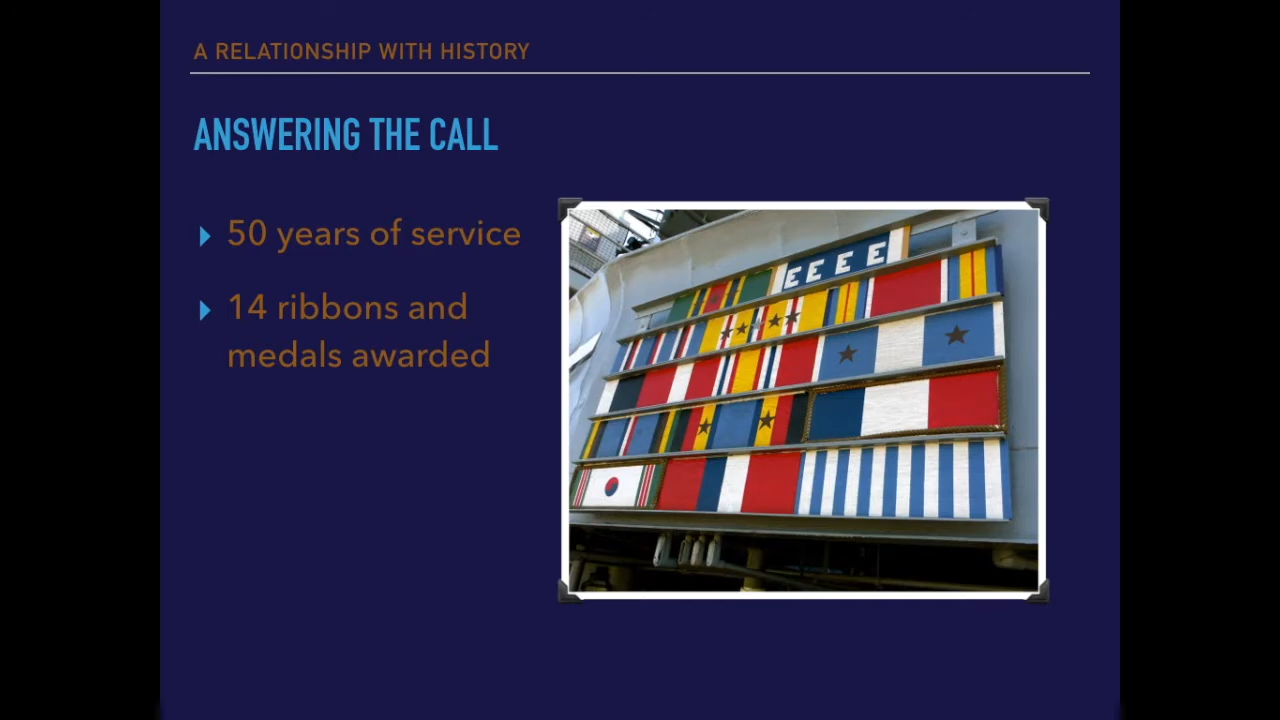 A RELATIONSHIP WITH HISTORY
ANSWERING THE CALL
50 years of service
14 ribbons and
medals awarded
EEEE